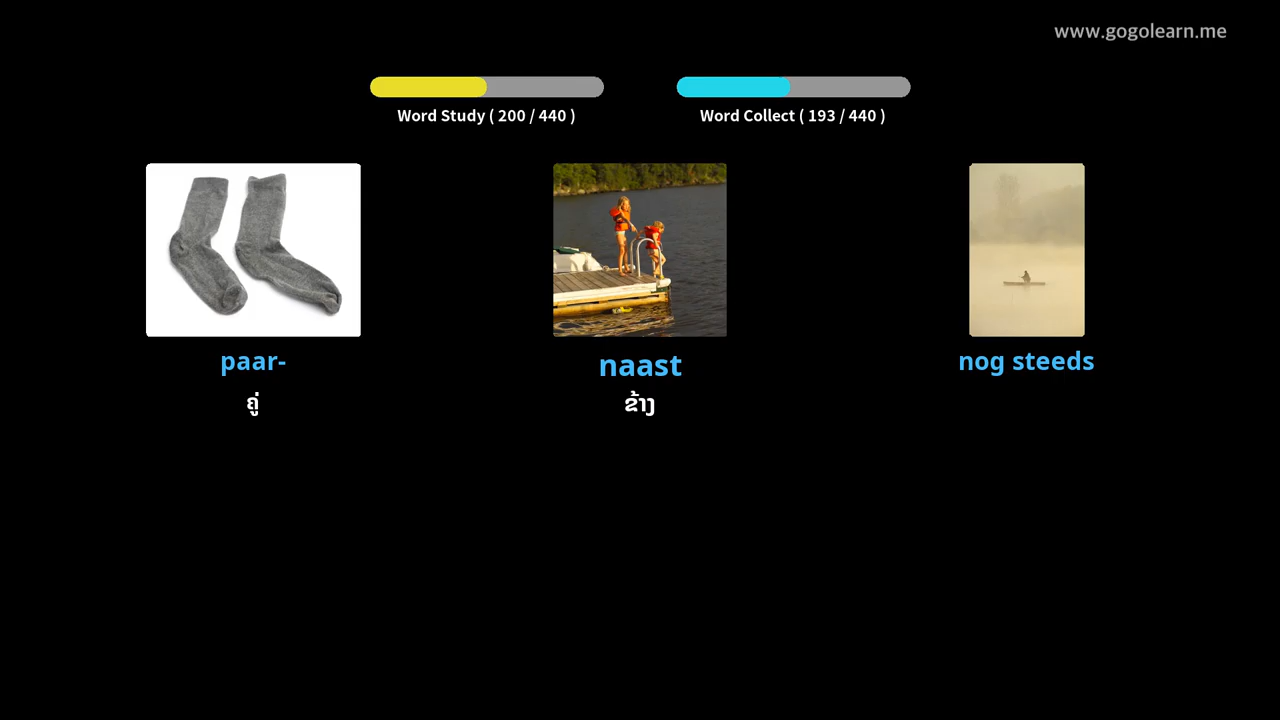 www.gogolearn.me
Word Study ( 200 / 440 )
Word Collect ( 193 / 440 )
paar-
naast
nog steeds
ຄູ່
ຂ້າງ